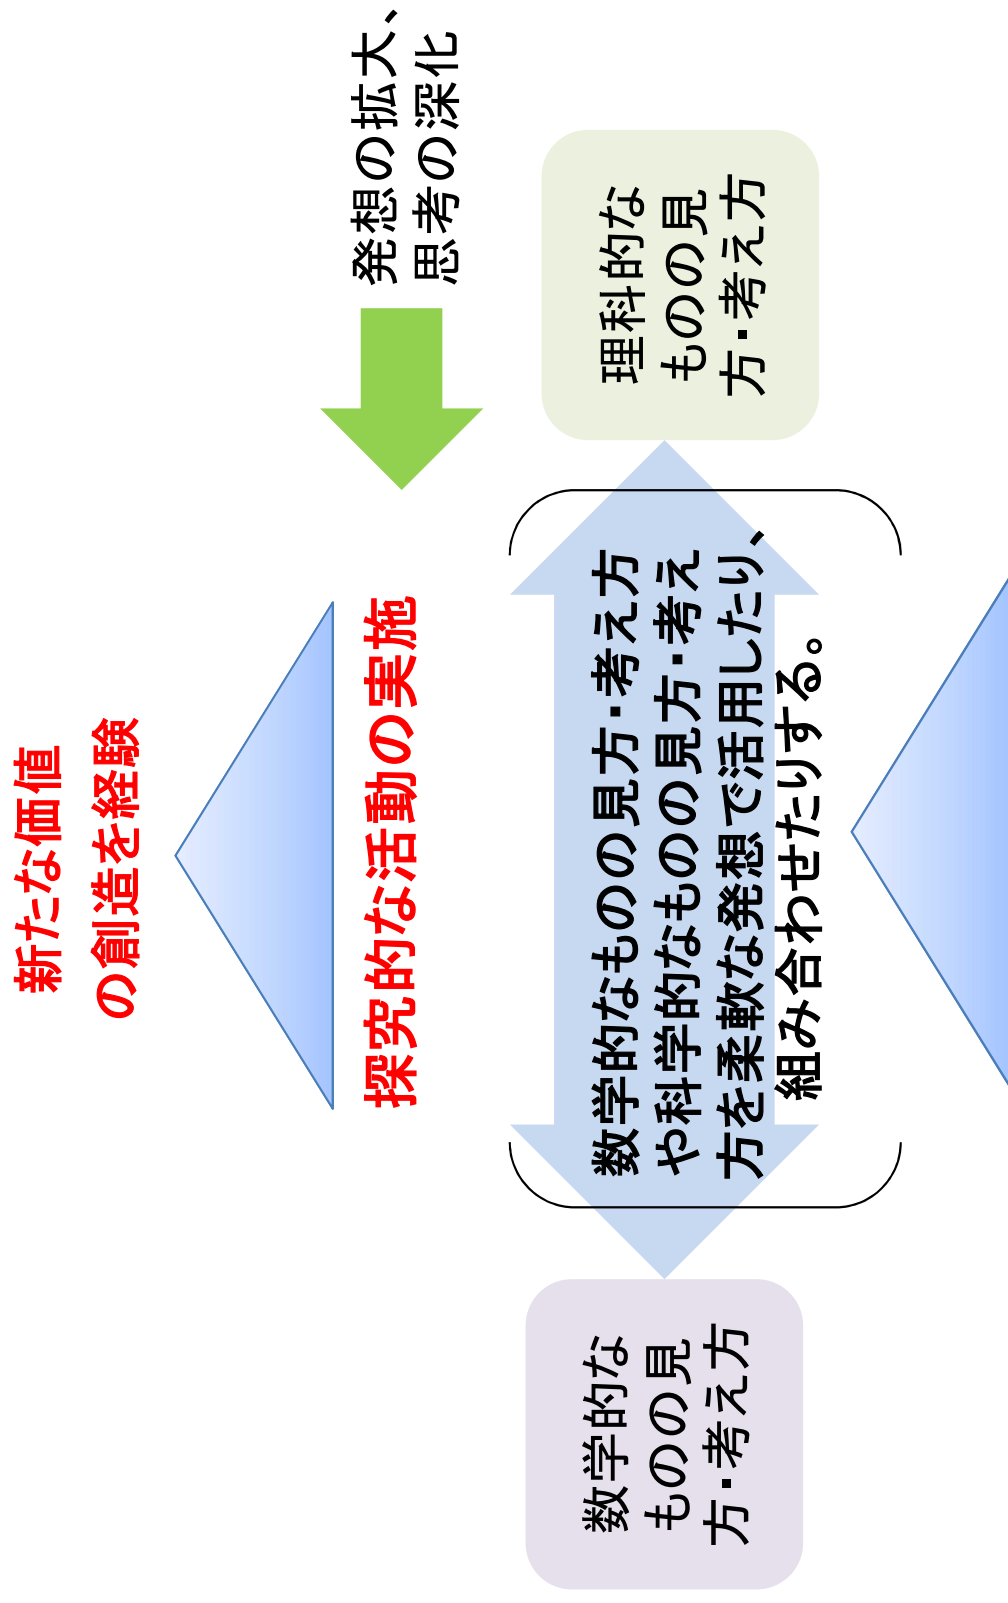 新たな価値
の創造を経験
探究的な活動の実施
発想の拡大、
思考の深化
数学的な
ものの見
方・考え方
数学的なものの見方・考え方
や科学的なものの見方・考え
方を柔軟な発想で活用したり、
組み合わせたりする。
理科的な
ものの見
方・考え方